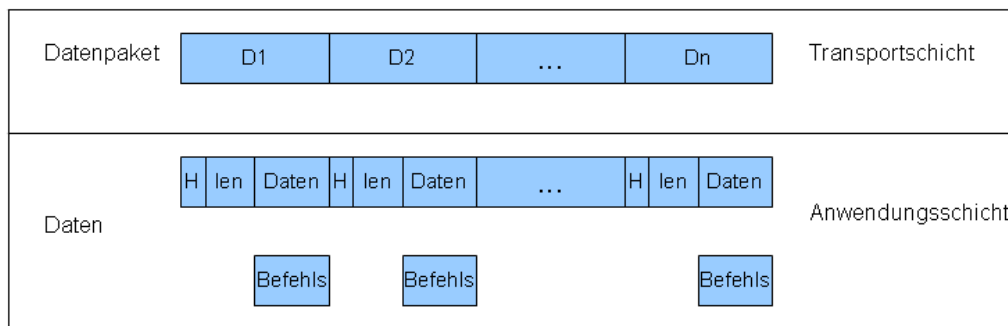 Datenpaket D1 D2 ... Dn Transportschicht
H len Daten H len Daten ... H len Daten
Daten Anwendungsschicht
Befehls Befehls Befehls